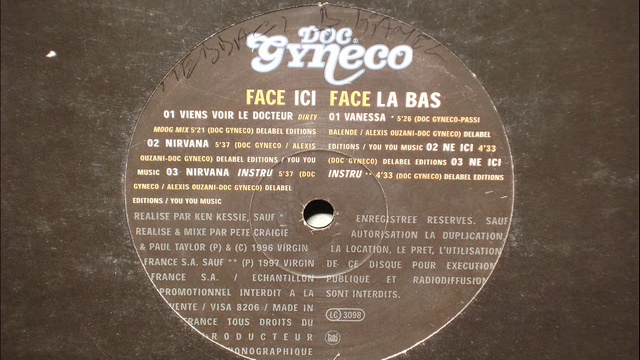 DOC
GYNECO
FACE ICI
01 VIENS VOIR LE DOCTEUR DIRTY
MOOG MIX 5'21 (DOC GYNECO) DELABEL EDITIONS
02 NIRVANA 5'37 (DOC GYNECO / ALEXIS
OUZANI-DOC GYNECO) DELABEL EDITIONS / YOU YOU
MUSIC 03 NIRVANA INSTRU 5'37 (DOC
GYNECO / ALEXIS OUZANI-DOC GYNECO) DELABEL
EDITIONS / YOU YOU MUSIC
FACE LA BAS
01 VANESSA * 5'26 (DOC GYNECO-PASSI
BALENDE / ALEXIS OUZANI-DOC GYNECO) DELABEL
EDITIONS / YOU YOU MUSIC 02 NE ICI 4'33
(DOC GYNECO) DELABEL EDITIONS 03 NE ICI
INSTRU ** 4'33 (DOC GYNECO) DELABEL EDITIONS
REALISE PAR KEN KESSIE, SAUF *
REALISE & MIXE PAR PETE CRAIGIE
& PAUL TAYLOR (P) & (C) 1996 VIRGIN
FRANCE S.A. SAUF ** (P) 1997 VIRGIN
FRANCE S.A. / ECHANTILLON
PROMOTIONNEL INTERDIT A LA
VENTE / VISA 8206 / MADE IN
FRANCE TOUS DROITS DU
PRODUCTEUR
PHONOGRAPHIQUE
ENREGISTREE RESERVES. SAUF
AUTORISATION LA DUPLICATION,
LA LOCATION, LE PRET, L'UTILISATION
DE CE DISQUE POUR EXECUTION
PUBLIQUE ET RADIODIFFUSION
SONT INTERDITS.
LC 3098